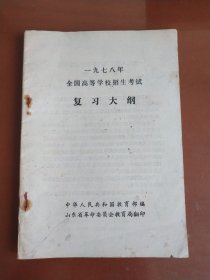 一九七八年
全国高等学校招生考试
复习大纲
中华人民共和国教育部编
山东省革命委员会教育局翻印